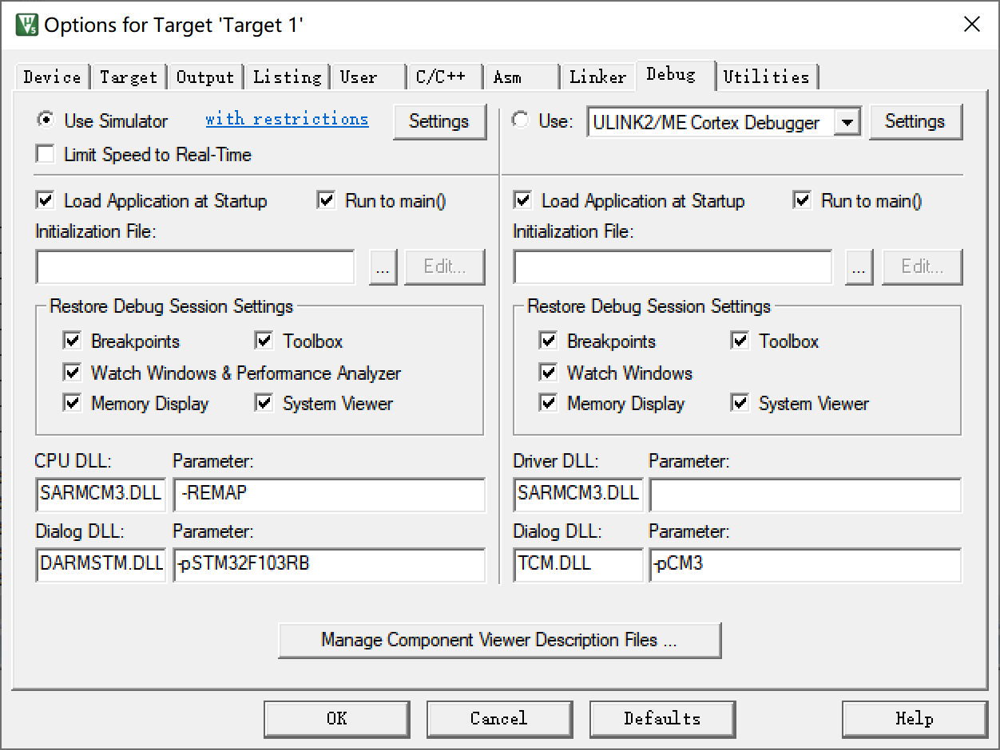 Options for Target 'Target 1'
Device Target Output Listing User C/C++ Asm Linker Debug Utilities
Use Simulator with restrictions Settings Use: ULINK2/ME Cortex Debugger Settings
Limit Speed to Real-Time
Load Application at Startup Run to main() Load Application at Startup Run to main()
Initialization File: Initialization File:
... Edit... ... Edit...
Restore Debug Session Settings Restore Debug Session Settings
Breakpoints Toolbox Breakpoints Toolbox
Watch Windows & Performance Analyzer Watch Windows
Memory Display System Viewer Memory Display System Viewer
CPU DLL: Parameter: Driver DLL: Parameter:
SARMCM3.DLL -REMAP SARMCM3.DLL
Dialog DLL: Parameter: Dialog DLL: Parameter:
DARMSTM.DLL -pSTM32F103RB TCM.DLL -pCM3
Manage Component Viewer Description Files ...
OK Cancel Defaults Help